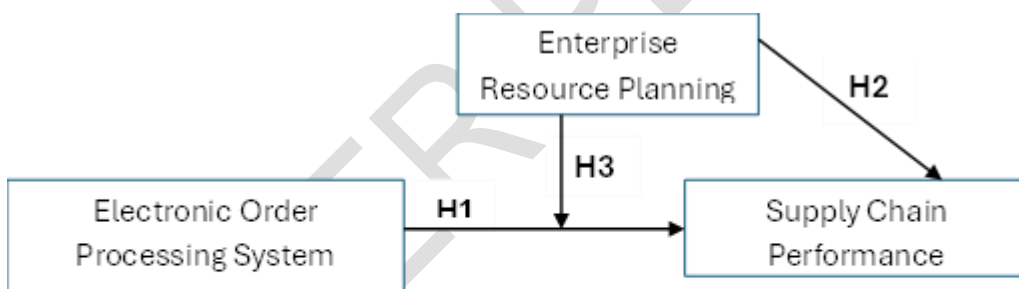 Enterprise
Resource Planning
H2
H3
H1
Electronic Order
Processing System
Supply Chain
Performance